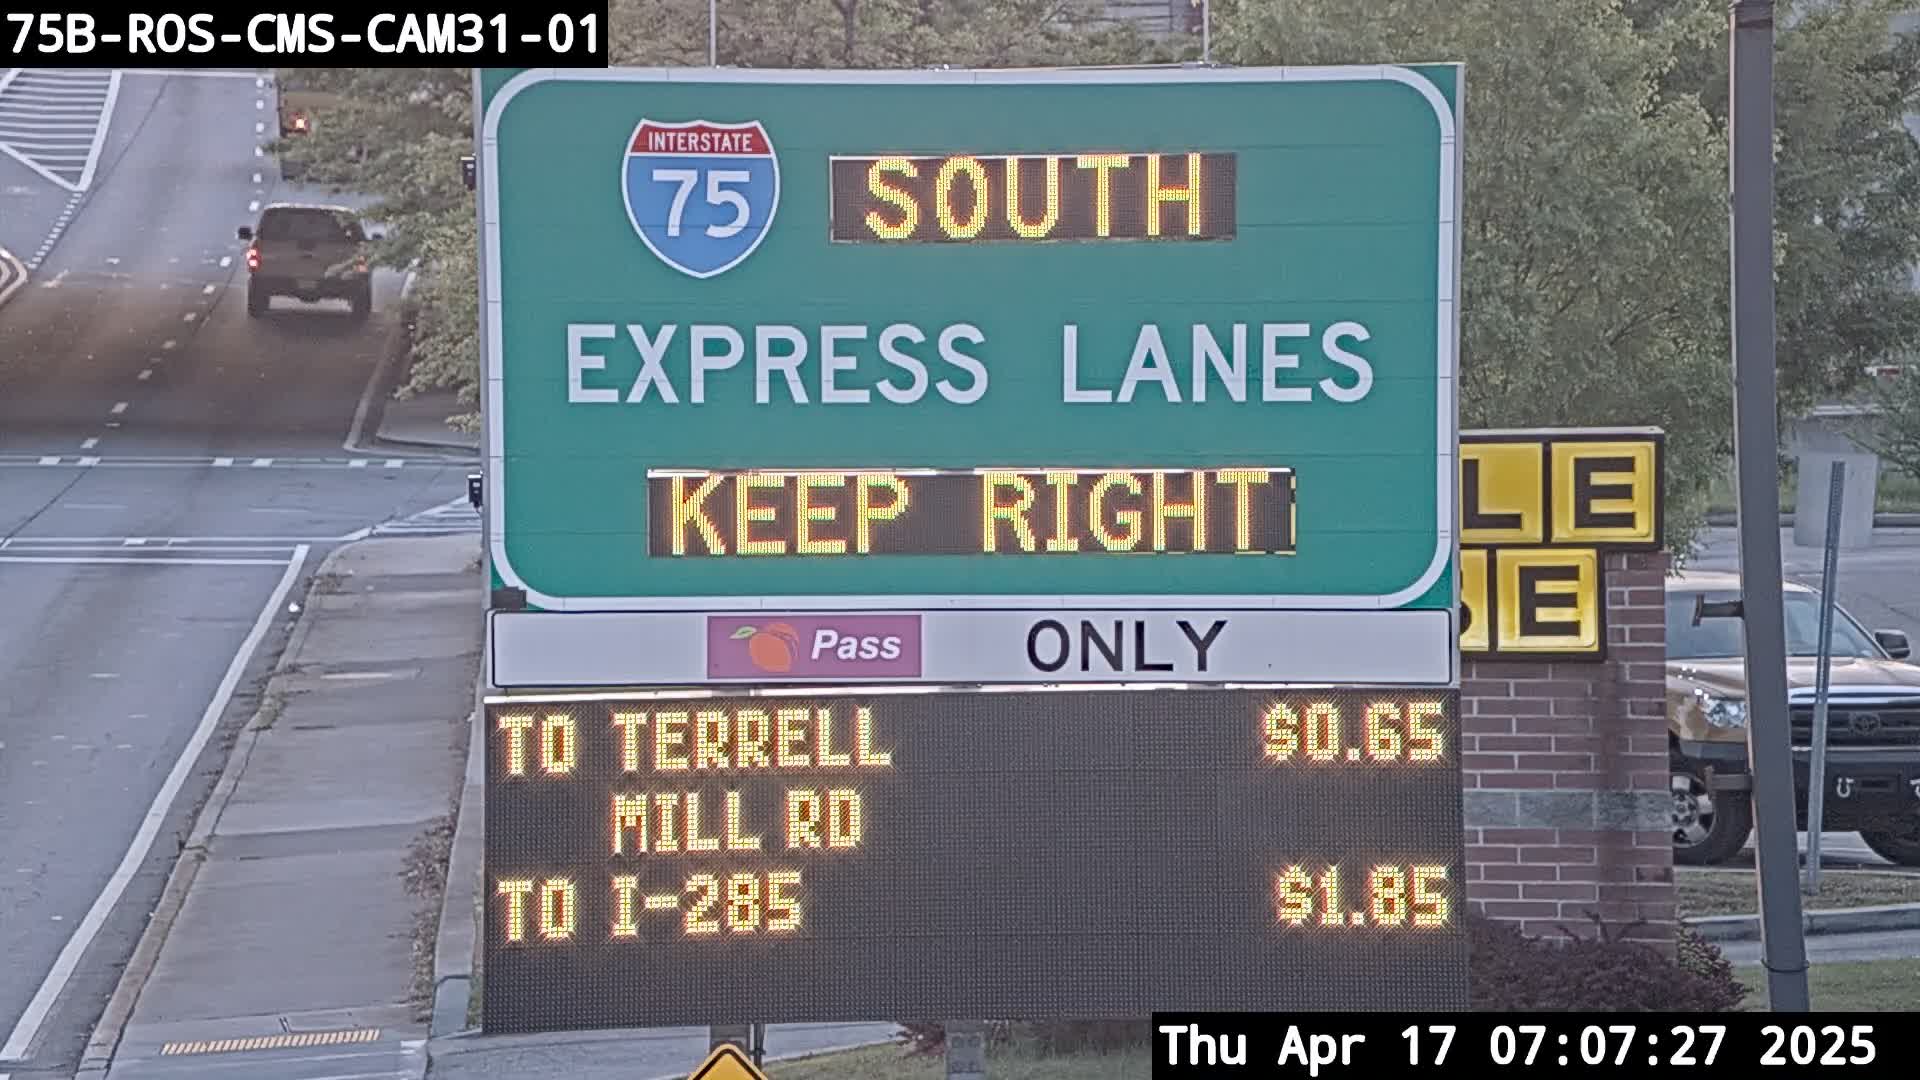 75B-ROS-CMS-CAM31-01
INTERSTATE
75
SOUTH
EXPRESS LANES
KEEP RIGHT
Pass ONLY
TO TERRELL $0.65
MILL RD
TO I-285 $1.85
LE
E
Thu Apr 17 07:07:27 2025